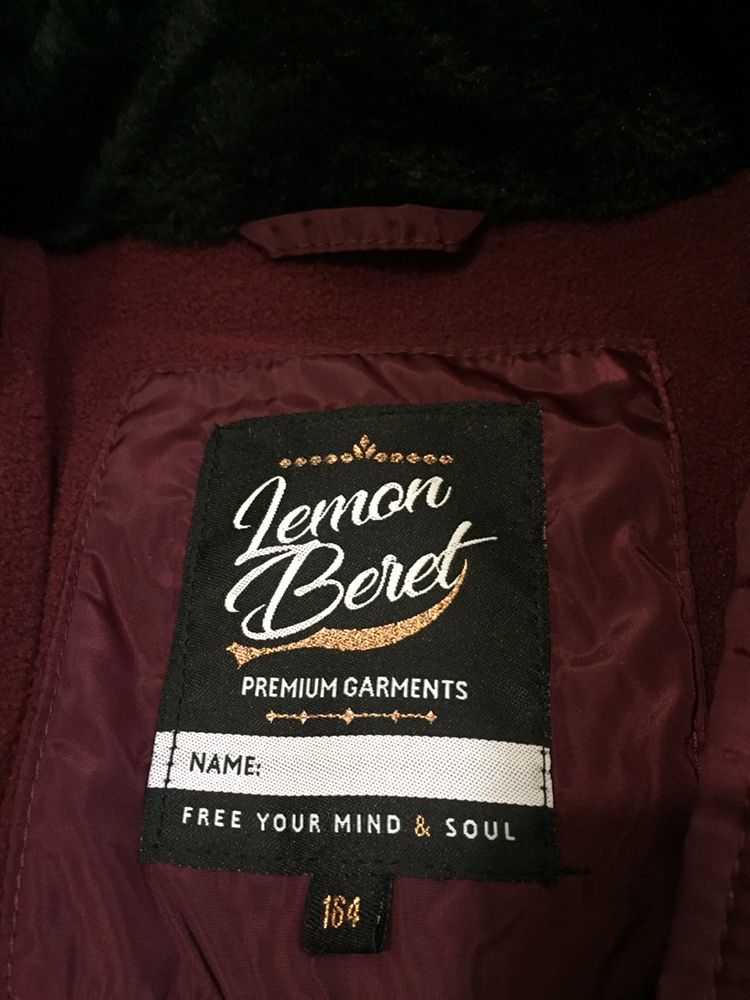 Lemon
Beret
PREMIUM GARMENTS
NAME:
FREE YOUR MIND & SOUL
164